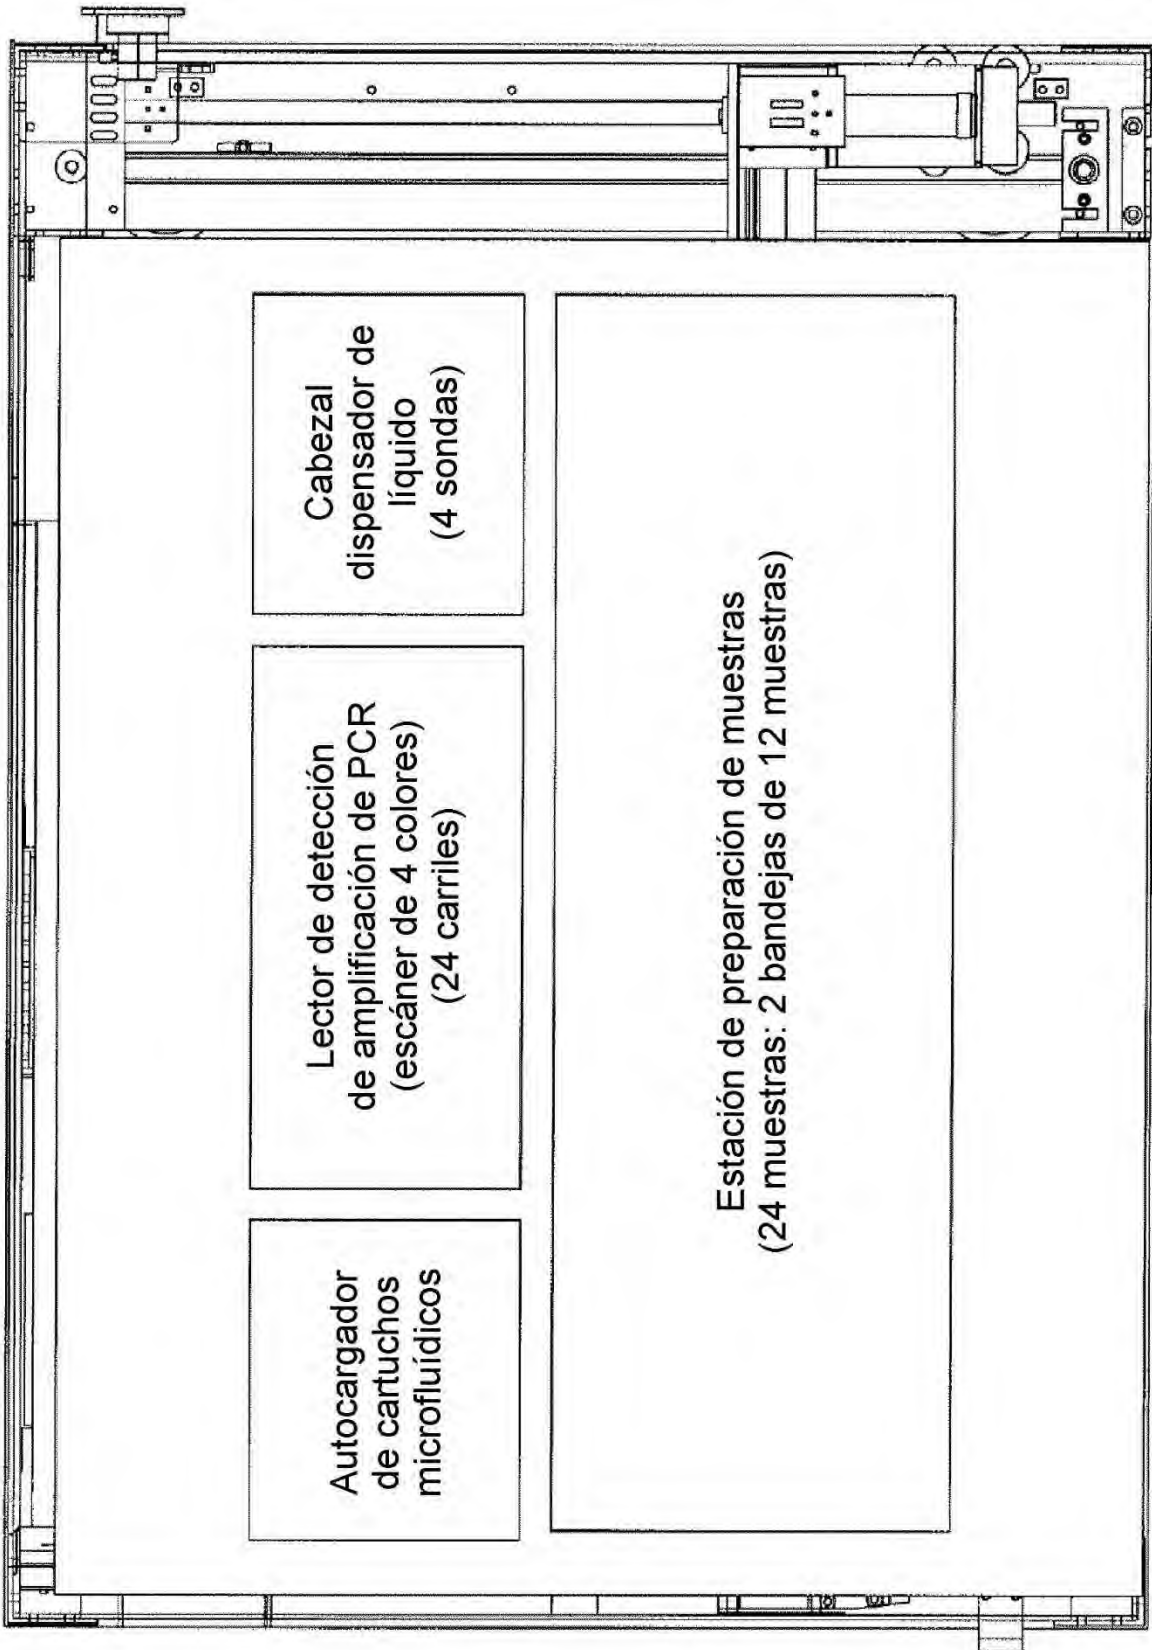 Autocargador
de cartuchos
microfluídicos
Lector de detección
de amplificación de PCR
(escáner de 4 colores)
(24 carriles)
Cabezal
dispensador de
líquido
(4 sondas)
Estación de preparación de muestras
(24 muestras: 2 bandejas de 12 muestras)